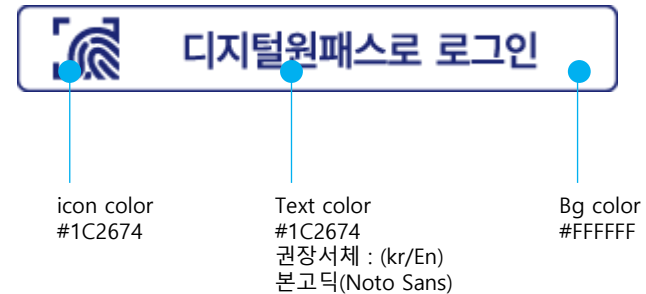 디지털원패스로 로그인
icon color
#1C2674
Text color
#1C2674
권장서체 : (kr/En)
본고딕(Noto Sans)
Bg color
#FFFFFF